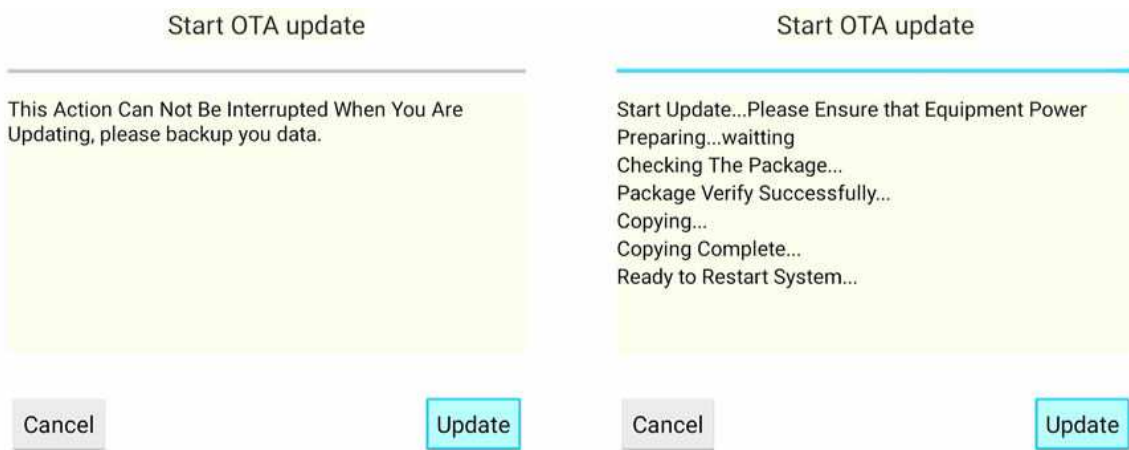 Start OTA update
This Action Can Not Be Interrupted When You Are
Updating, please backup you data.
Cancel
Update
Start OTA update
Start Update...Please Ensure that Equipment Power
Preparing...waitting
Checking The Package...
Package Verify Successfully...
Copying...
Copying Complete...
Ready to Restart System...
Cancel
Update